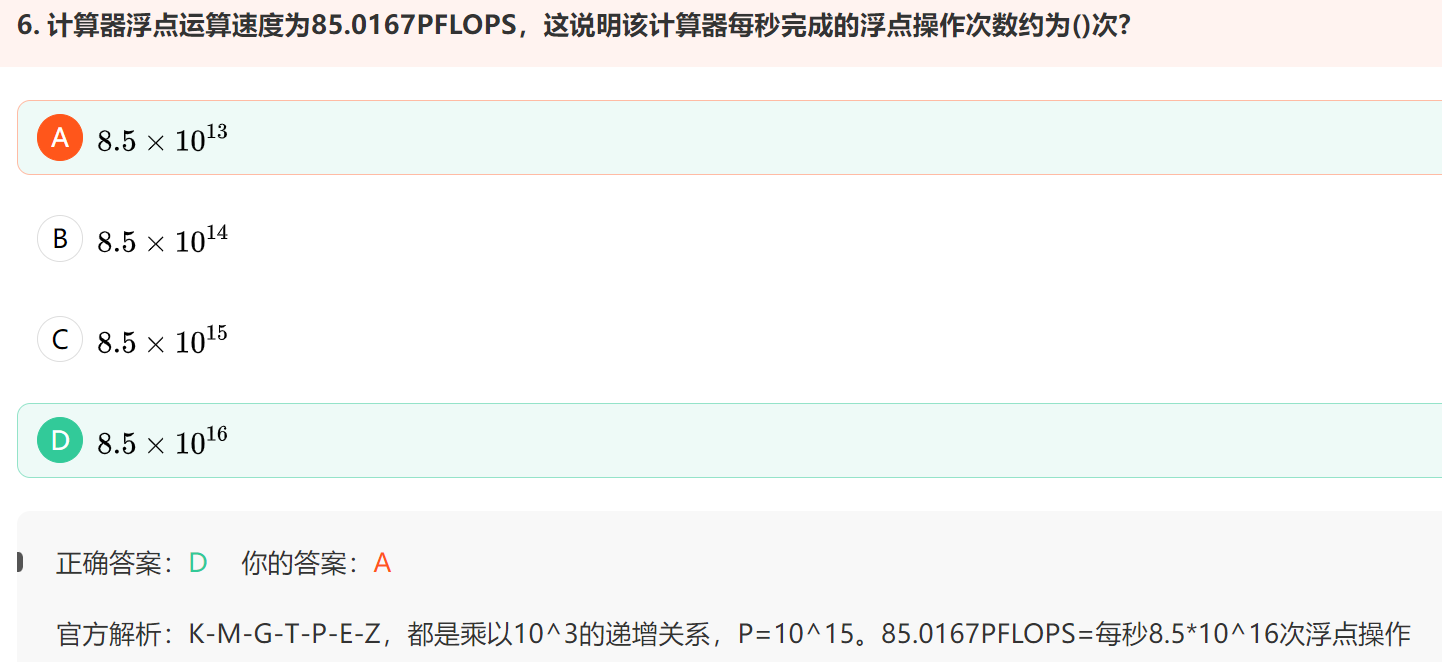 6. 计算器浮点运算速度为85.0167PFLOPS，这说明该计算器每秒完成的浮点操作次数约为()次?
A 8.5 × 10^13
B 8.5 × 10^14
C 8.5 × 10^15
D 8.5 × 10^16
正确答案：D 你的答案：A
官方解析：K-M-G-T-P-E-Z，都是乘以10^3的递增关系，P=10^15。85.0167PFLOPS=每秒8.5*10^16次浮点操作